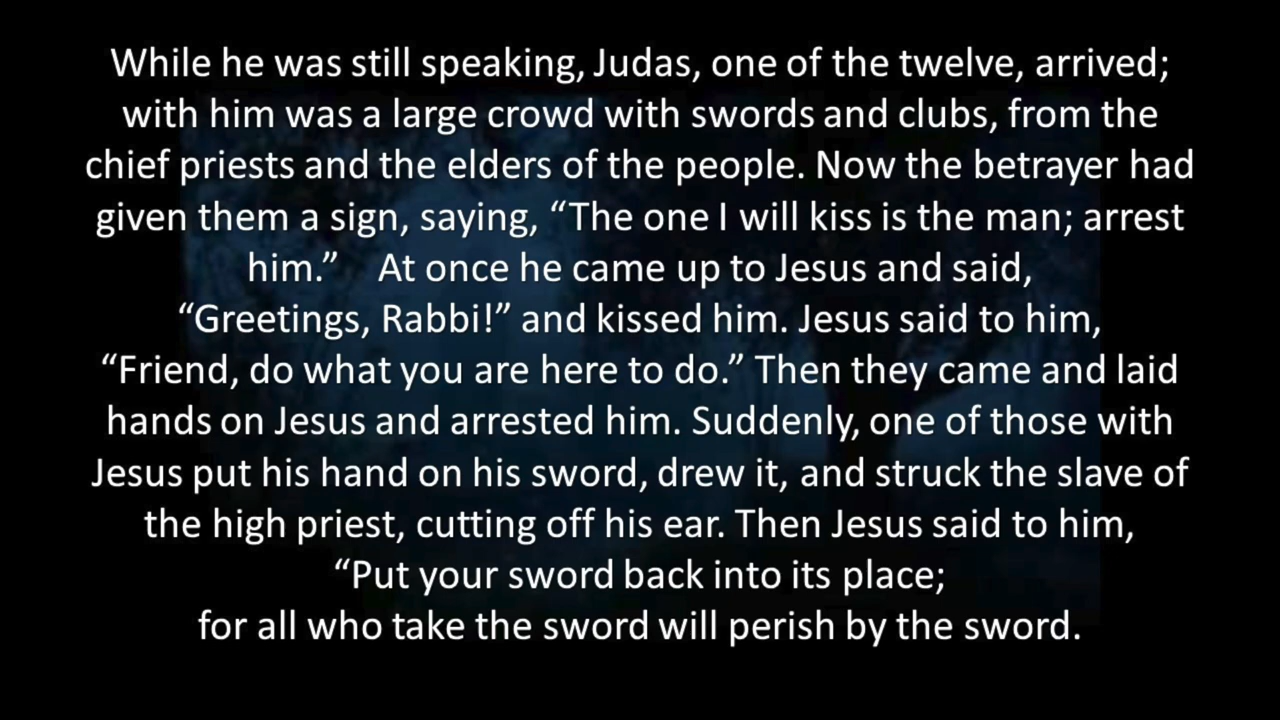 While he was still speaking, Judas, one of the twelve, arrived;
with him was a large crowd with swords and clubs, from the
chief priests and the elders of the people. Now the betrayer had
given them a sign, saying, “The one I will kiss is the man; arrest
him.”    At once he came up to Jesus and said,
“Greetings, Rabbi!” and kissed him. Jesus said to him,
“Friend, do what you are here to do.” Then they came and laid
hands on Jesus and arrested him. Suddenly, one of those with
Jesus put his hand on his sword, drew it, and struck the slave of
the high priest, cutting off his ear. Then Jesus said to him,
“Put your sword back into its place;
for all who take the sword will perish by the sword.